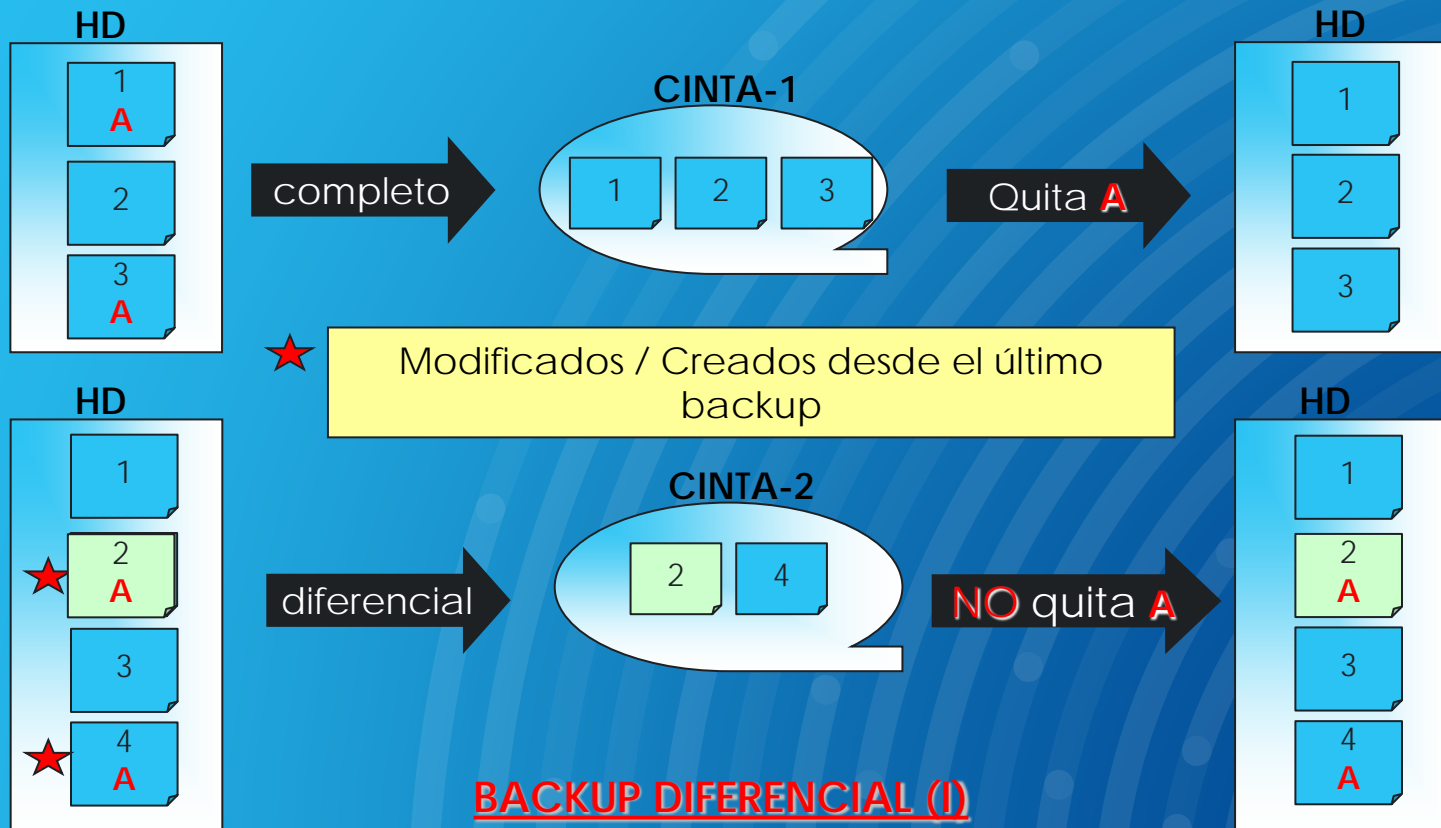 HD
1
A
2
3
A
completo
CINTA-1
1 2 3
Quita A
HD
1
2
3
Modificados / Creados desde el último
backup
HD
1
2
A
3
4
A
diferencial
CINTA-2
2 4
NO quita A
HD
1
2
A
3
4
A
BACKUP DIFERENCIAL (I)